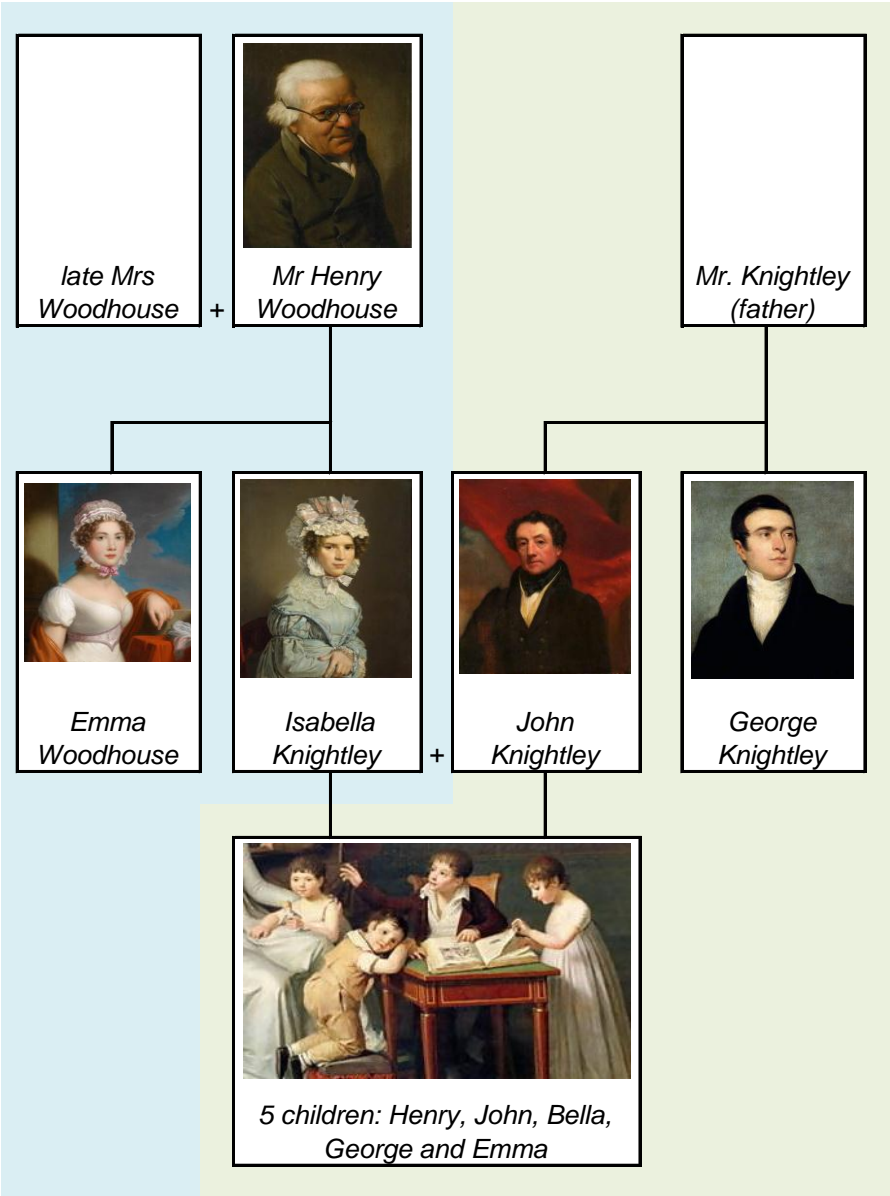 late Mrs
Woodhouse
+
Mr Henry
Woodhouse
Mr. Knightley
(father)
Emma
Woodhouse
Isabella
Knightley
+
John
Knightley
George
Knightley
5 children: Henry, John, Bella,
George and Emma